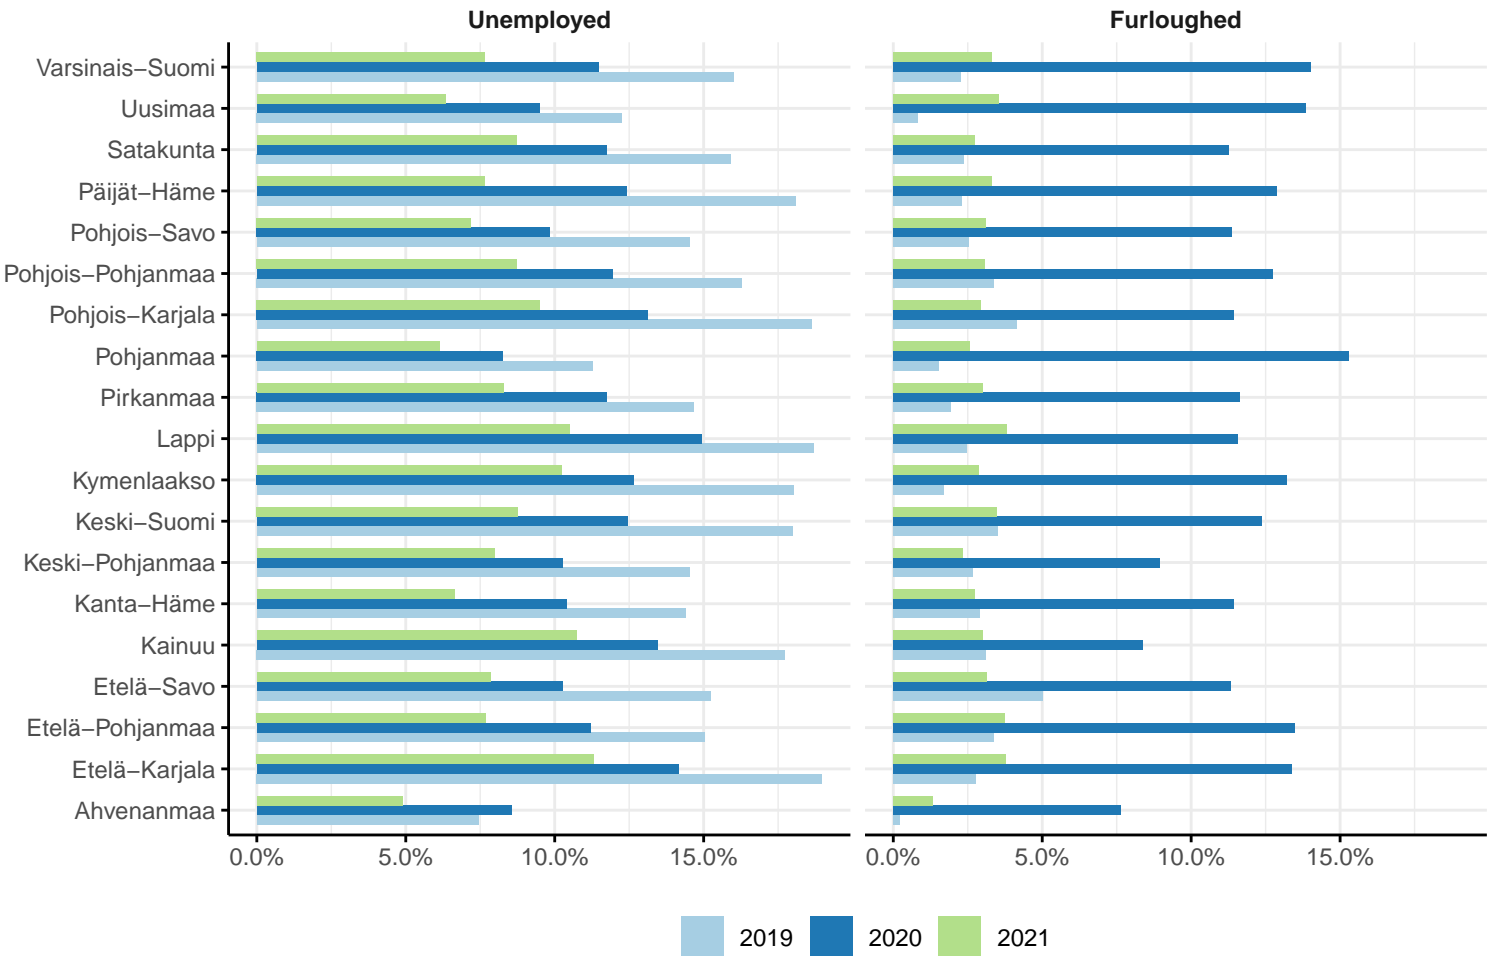 Unemployed
Furloughed
Varsinais−Suomi
Uusimaa
Satakunta
Päijät−Häme
Pohjois−Savo
Pohjois−Pohjanmaa
Pohjois−Karjala
Pohjanmaa
Pirkanmaa
Lappi
Kymenlaakso
Keski−Suomi
Keski−Pohjanmaa
Kanta−Häme
Kainuu
Etelä−Savo
Etelä−Pohjanmaa
Etelä−Karjala
Ahvenanmaa
0.0% 5.0% 10.0% 15.0%
0.0% 5.0% 10.0% 15.0%
2019 2020 2021